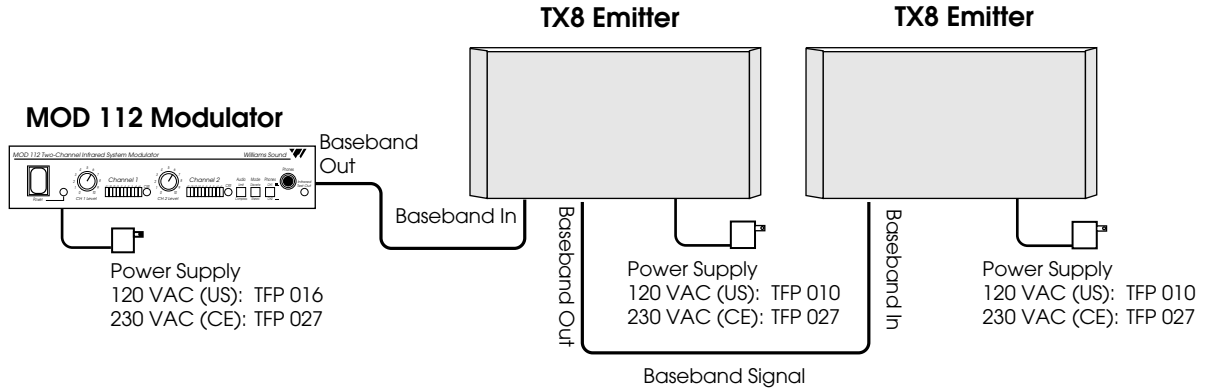 TX8 Emitter
TX8 Emitter
MOD 112 Modulator
MOD 112 Two-Channel Infrared System Modulator
Williams Sound
Power
CH 1 Level
Channel 1
CH 2 Level
Channel 2
Audio
Mode
Phones
Phones
Baseband
Out
Baseband In
Baseband Out
Baseband In
Power Supply
120 VAC (US): TFP 016
230 VAC (CE): TFP 027
Power Supply
120 VAC (US): TFP 010
230 VAC (CE): TFP 027
Power Supply
120 VAC (US): TFP 010
230 VAC (CE): TFP 027
Baseband Signal